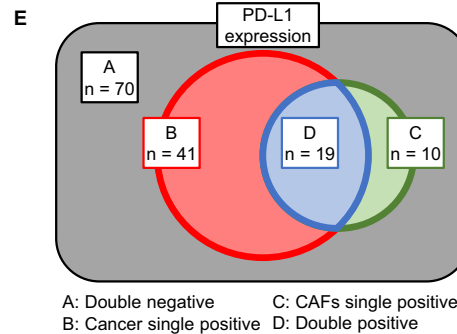 E
PD-L1
expression
A
n = 70
B
n = 41
D
n = 19
C
n = 10
A: Double negative
C: CAFs single positive
B: Cancer single positive
D: Double positive